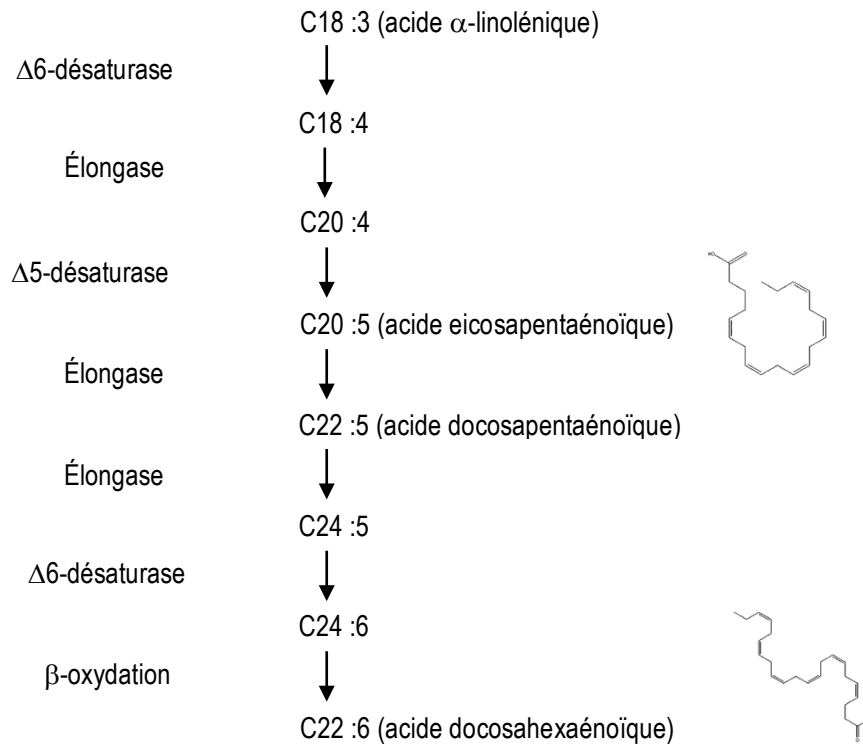 C18 :3 (acide α-linolénique)
Δ6-désaturase
C18 :4
Élongase
C20 :4
Δ5-désaturase
C20 :5 (acide eicosapentaénoïque)
Élongase
C22 :5 (acide docosapentaénoïque)
Élongase
C24 :5
Δ6-désaturase
C24 :6
β-oxydation
C22 :6 (acide docosahexaénoïque)